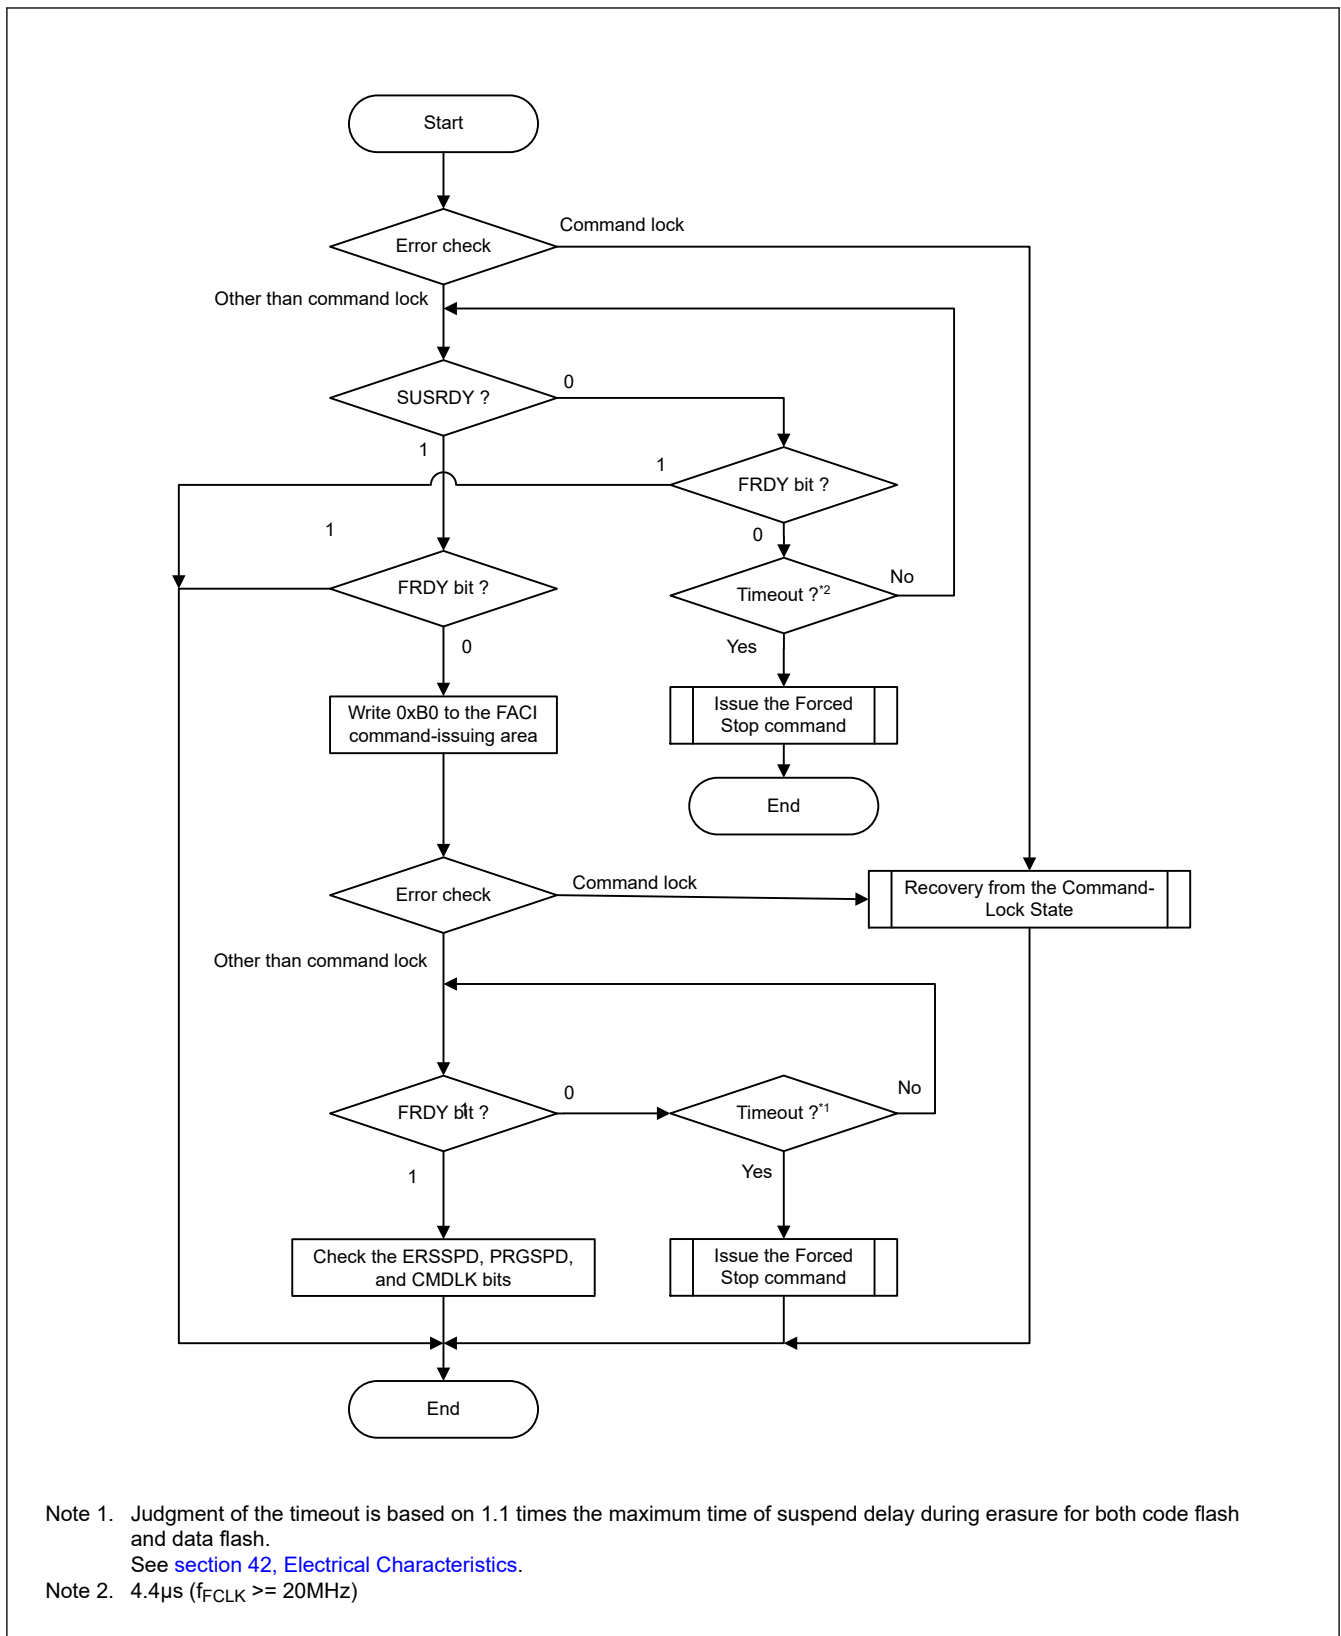 Start
Error check
Command lock
Other than command lock
SUSRDY ?
0
1
1
FRDY bit ?
1
0
FRDY bit ?
Timeout ?*2
No
0
Yes
Write 0xB0 to the FACI
command-issuing area
Issue the Forced
Stop command
End
Error check
Command lock
Recovery from the Command-
Lock State
Other than command lock
FRDY bit ?
1
0
Timeout ?*1
No
1
Yes
Check the ERSSPD, PRGSPD,
and CMDLK bits
Issue the Forced
Stop command
End
Note 1. Judgment of the timeout is based on 1.1 times the maximum time of suspend delay during erasure for both code flash
and data flash.
See section 42, Electrical Characteristics.
Note 2. 4.4µs (fFCLK >= 20MHz)